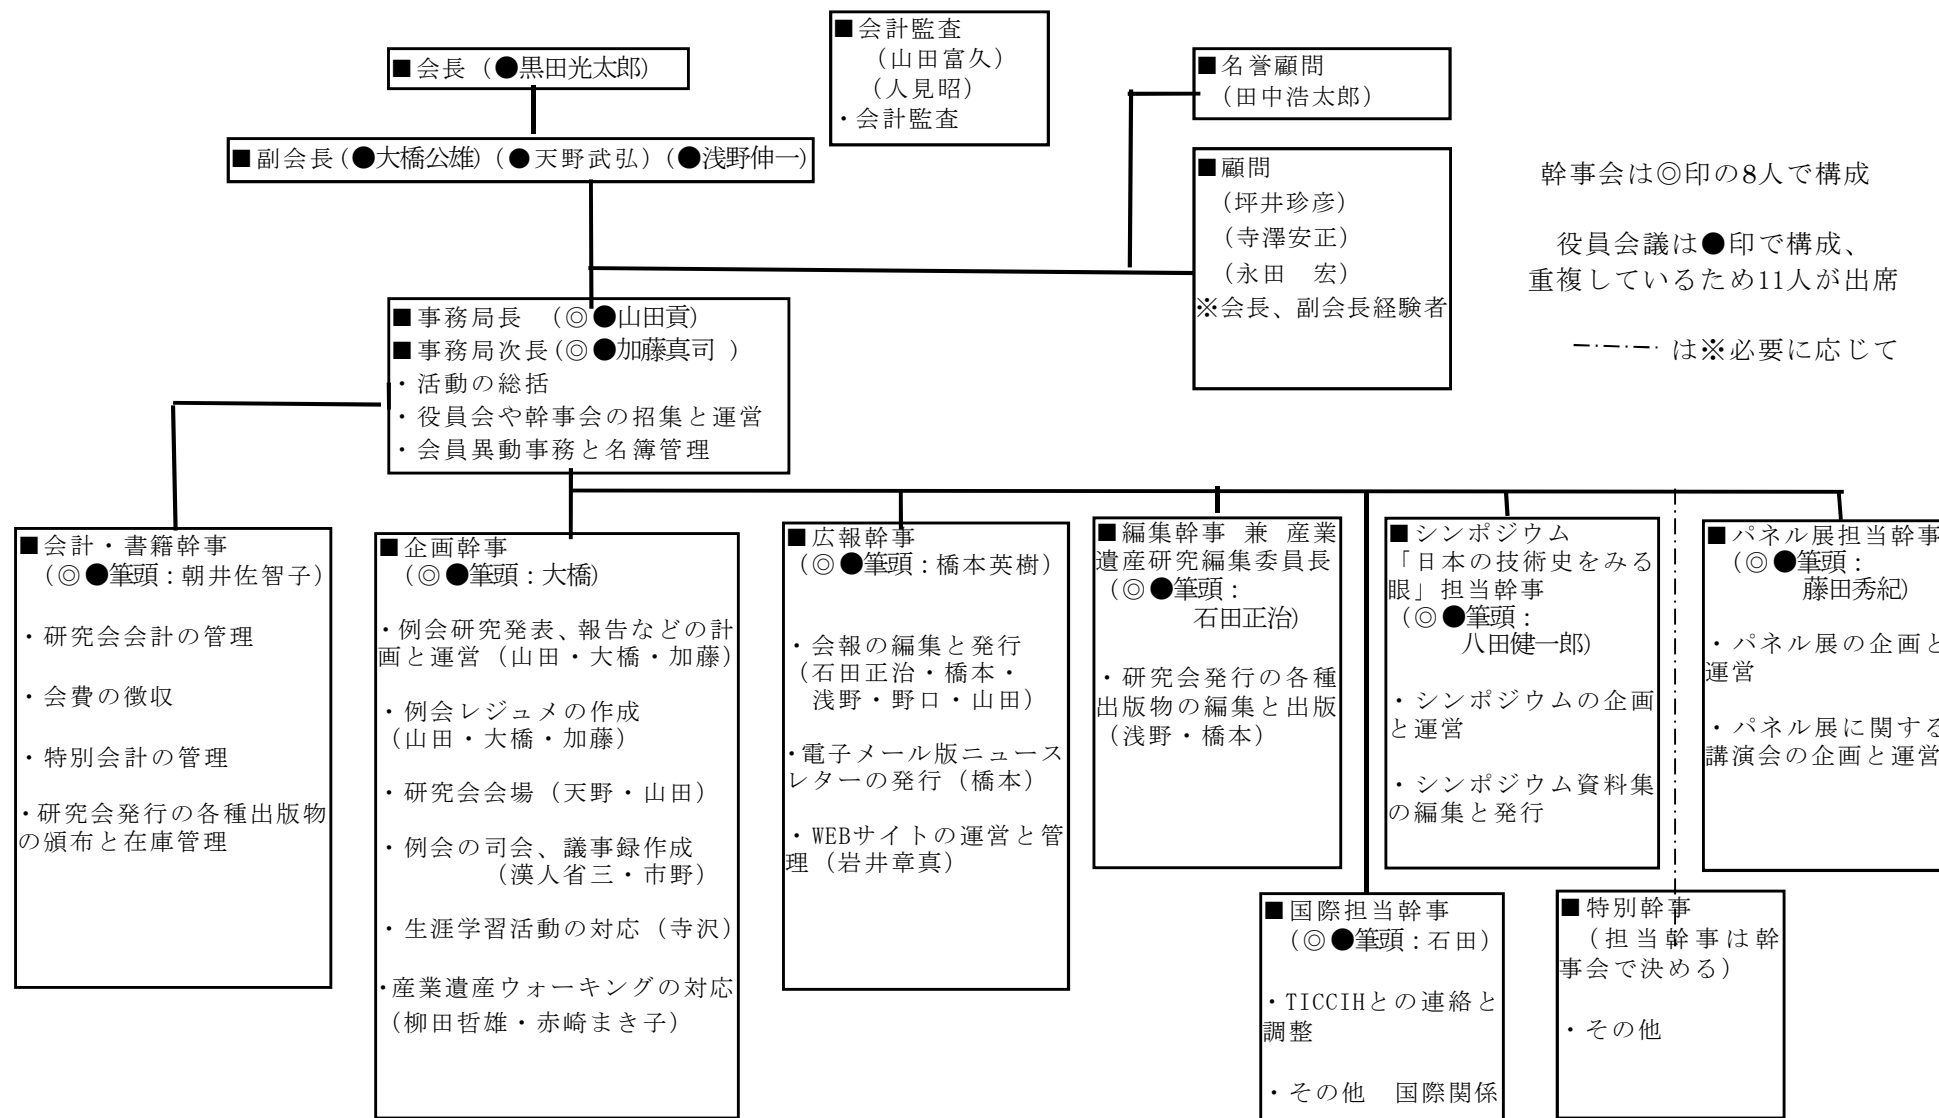 ■会長（●黒田光太郎）
■副会長（●大橋公雄）（●天野武弘）（●浅野伸一）
■会計監査
（山田富久）
（人見昭）
・会計監査
■名誉顧問
（田中浩太郎）
■顧問
（坪井珍彦）
（寺澤安正）
（永田　宏）
※会長、副会長経験者
幹事会は◎印の8人で構成
役員会議は●印で構成、
重複しているため11人が出席
は※必要に応じて
■事務局長　（◎●山田貢）
■事務局次長（◎●加藤真司 ）
・活動の総括
・役員会や幹事会の招集と運営
・会員異動事務と名簿管理
■会計・書籍幹事
（◎●筆頭：朝井佐智子）
・研究会会計の管理
・会費の徴収
・特別会計の管理
・研究会発行の各種出版物
の頒布と在庫管理
■企画幹事
（◎●筆頭：大橋）
・例会研究発表、報告などの計
画と運営（山田・大橋・加藤）
・例会レジュメの作成
（山田・大橋・加藤）
・研究会会場（天野・山田）
・例会の司会、議事録作成
（漢人省三・市野）
・生涯学習活動の対応（寺沢）
・産業遺産ウォーキングの対応
（柳田哲雄・赤崎まき子）
■広報幹事
（◎●筆頭：橋本英樹）
・会報の編集と発行
（石田正治・橋本・
浅野・野口・山田）
・電子メール版ニュース
レターの発行（橋本）
・WEBサイトの運営と管
理（岩井章真）
■編集幹事 兼 産業
遺産研究編集委員長
（◎●筆頭：
石田正治）
・研究会発行の各種
出版物の編集と出版
（浅野・橋本）
■シンポジウム
「日本の技術史をみる
眼」担当幹事
（◎●筆頭：
八田健一郎）
・シンポジウムの企画
と運営
・シンポジウム資料集
の編集と発行
■パネル展担当幹事
（◎●筆頭：
藤田秀紀）
・パネル展の企画と
運営
・パネル展に関する
講演会の企画と運営
■国際担当幹事
（◎●筆頭：石田）
・TICCIHとの連絡と
調整
・その他　国際関係
■特別幹事
（担当幹事は幹
事会で決める）
・その他